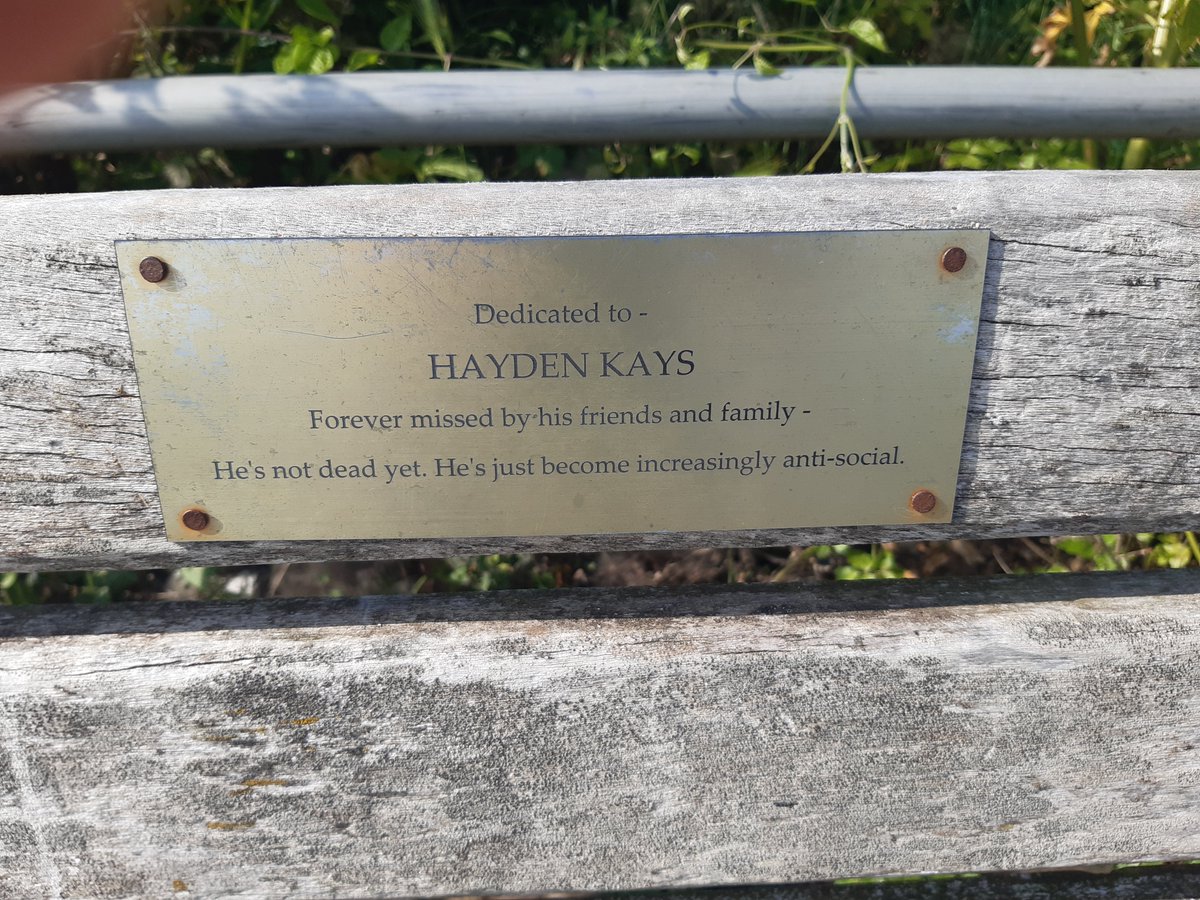 Dedicated to -
HAYDEN KAYS
Forever missed by his friends and family -
He's not dead yet. He's just become increasingly anti-social.